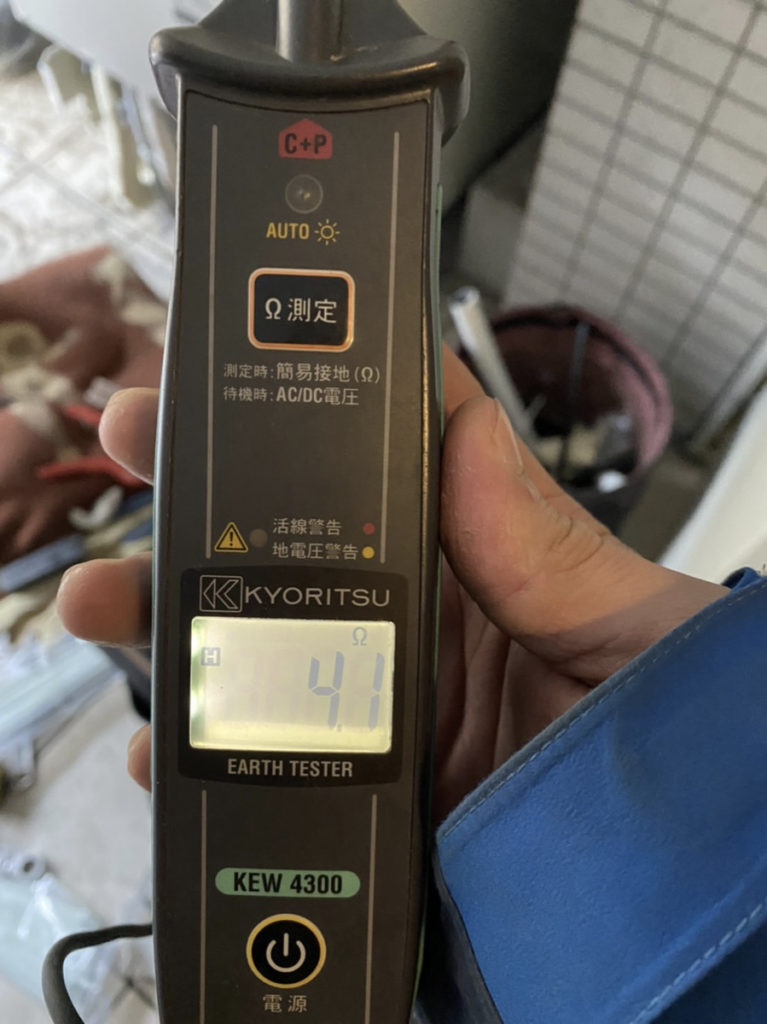 C+P
AUTO
Ω 測定
測定時: 簡易接地 (Ω)
待機時: AC/DC電圧
活線警告
地電圧警告
KYORITSU
Ω
H
4.1
EARTH TESTER
KEW 4300
電源